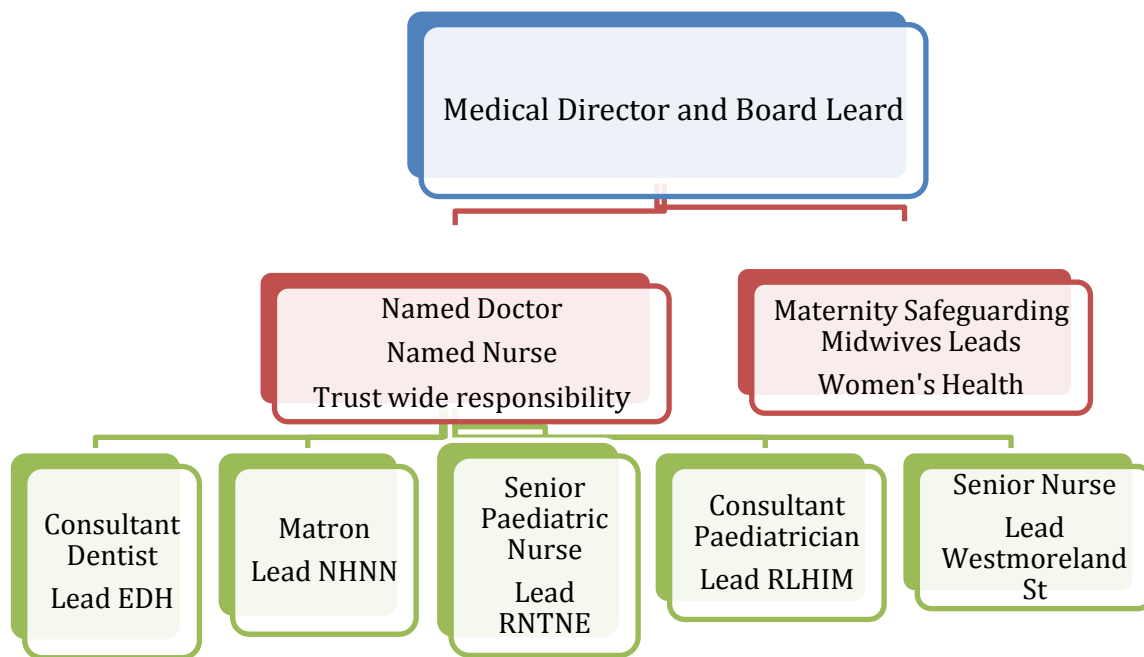 Medical Director and Board Leard
Named Doctor
Named Nurse
Trust wide responsibility
Maternity Safeguarding
Midwives Leads
Women's Health
Consultant
Dentist
Lead EDH
Matron
Lead NHNN
Senior
Paediatric
Nurse
Lead
RNTNE
Consultant
Paediatrician
Lead RLHIM
Senior Nurse
Lead
Westmoreland
St